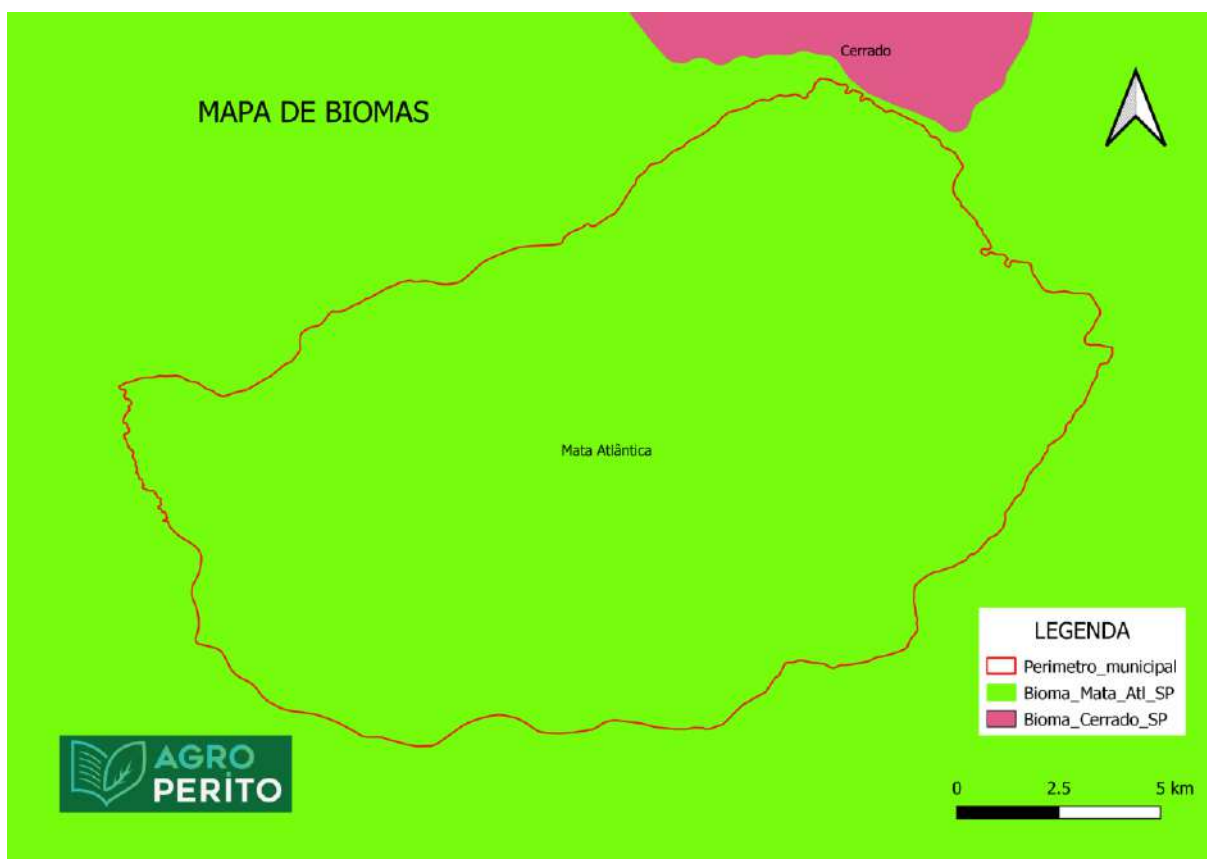 Cerrado
MAPA DE BIOMAS
Mata Atlântica
LEGENDA
Perimetro_municipal
Bioma_Mata_Atl_SP
Bioma_Cerrado_SP
AGRO
PERITO
0 2.5 5 km